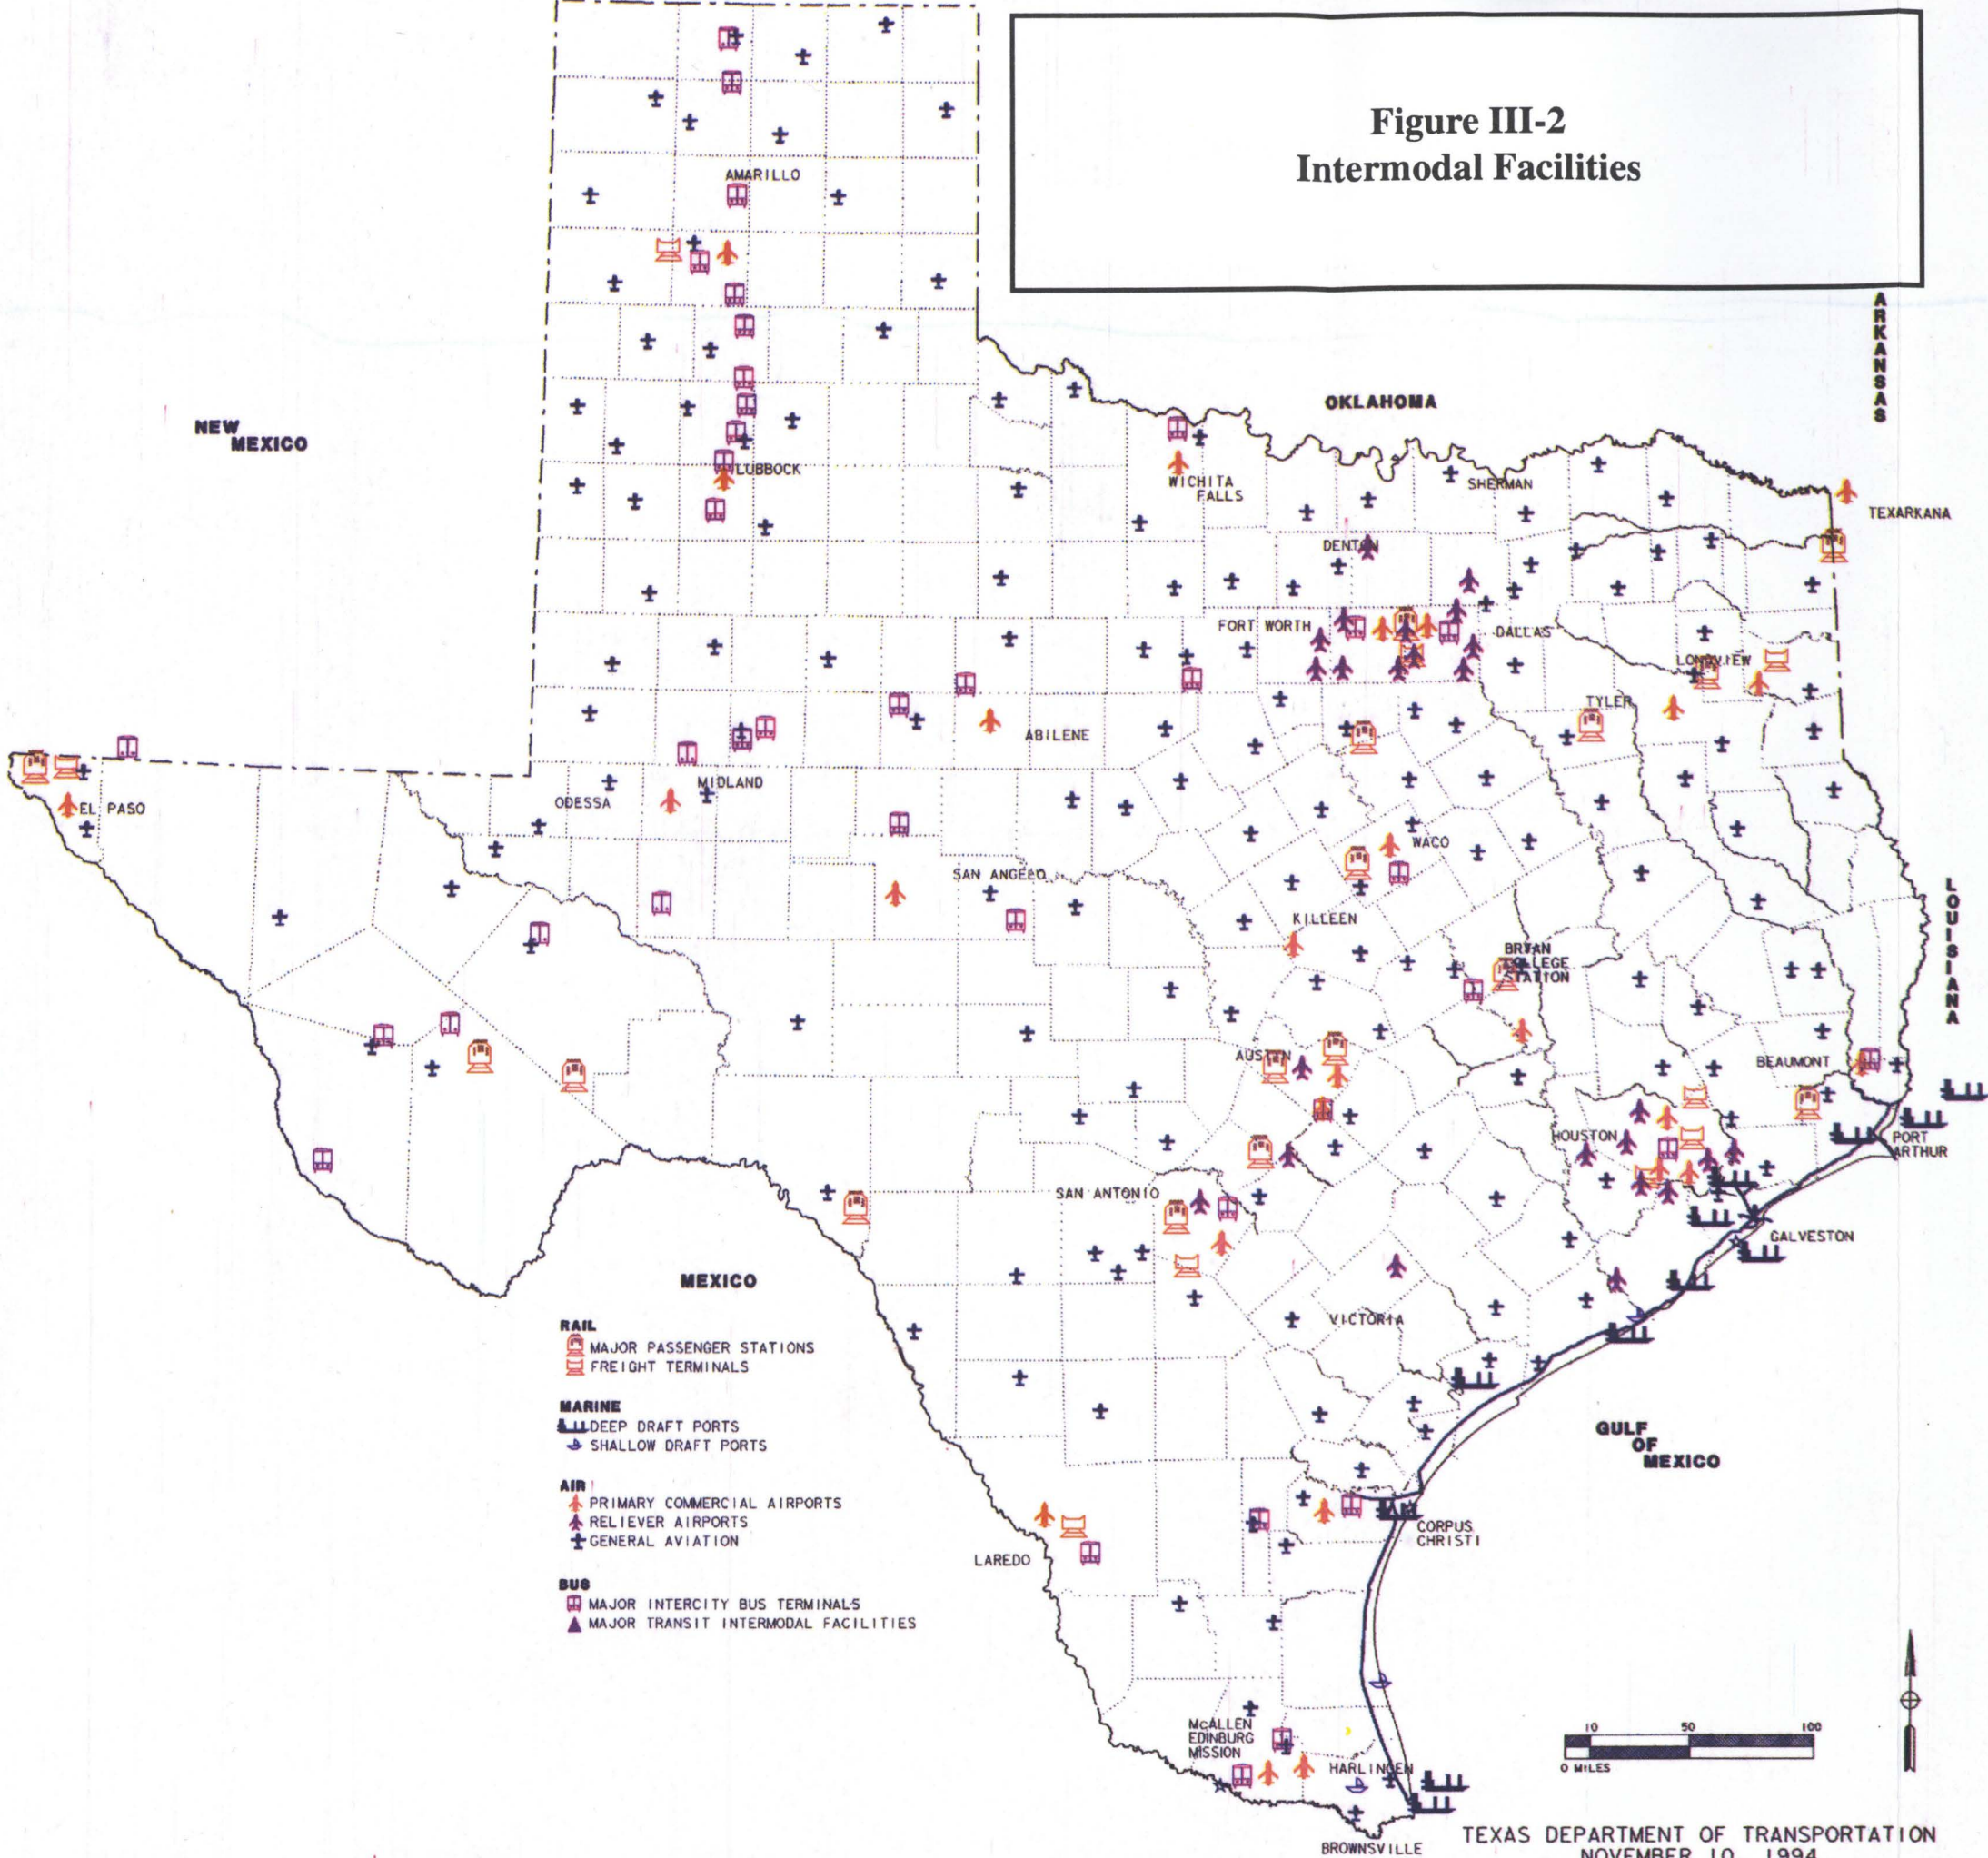 Figure III-2
Intermodal Facilities
ARKANSAS
OKLAHOMA
NEW
MEXICO
AMARILLO
LUBBOCK
WICHITA
FALLS
SHERMAN
TEXARKANA
DENTON
FORT WORTH
DALLAS
LONGVIEW
TYLER
ABILENE
MIDLAND
ODESSA
EL PASO
WACO
SAN ANGELO
KILLEEN
LOUISIANA
BRYAN
COLLEGE
STATION
AUSTIN
BEAUMONT
HOUSTON
PORT
ARTHUR
SAN ANTONIO
GALVESTON
MEXICO
VICTORIA
RAIL
MAJOR PASSENGER STATIONS
FREIGHT TERMINALS
MARINE
DEEP DRAFT PORTS
SHALLOW DRAFT PORTS
AIR
PRIMARY COMMERCIAL AIRPORTS
RELIEVER AIRPORTS
GENERAL AVIATION
BUS
MAJOR INTERCITY BUS TERMINALS
MAJOR TRANSIT INTERMODAL FACILITIES
GULF
OF
MEXICO
CORPUS
CHRISTI
LAREDO
McALLEN
EDINBURG
MISSION
HARLINGEN
BROWNSVILLE
10 50 100
0 MILES
TEXAS DEPARTMENT OF TRANSPORTATION
NOVEMBER 10, 1994